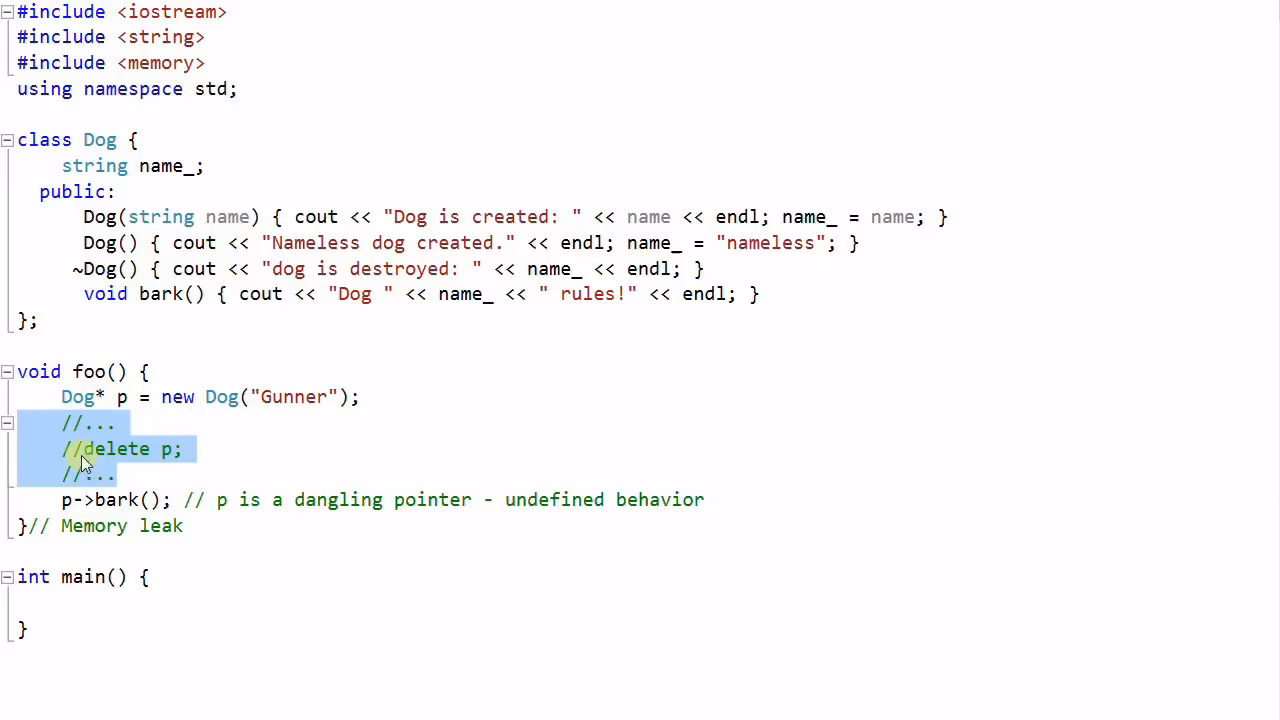 #include <iostream>
#include <string>
#include <memory>
using namespace std;
class Dog {
string name_;
public:
Dog(string name) { cout << "Dog is created: " << name << endl; name_ = name; }
Dog() { cout << "Nameless dog created." << endl; name_ = "nameless"; }
~Dog() { cout << "dog is destroyed: " << name_ << endl; }
void bark() { cout << "Dog " << name_ << " rules!" << endl; }
};
void foo() {
Dog* p = new Dog("Gunner");
//...
//delete p;
//...
p->bark(); // p is a dangling pointer - undefined behavior
}// Memory leak
int main() {
}